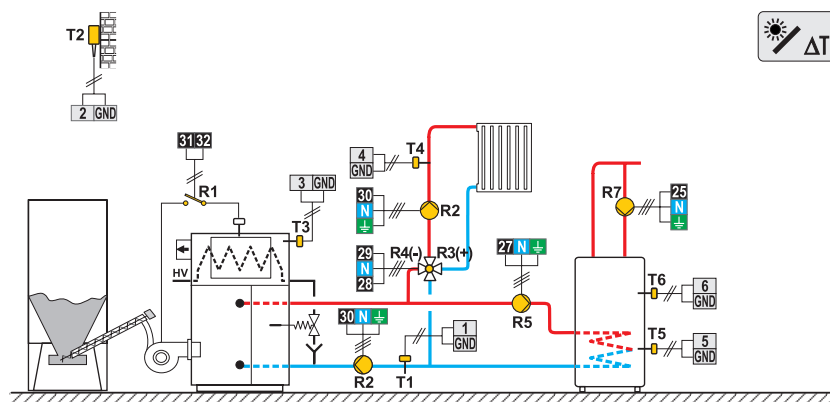 T2
ΔT
2 GND
31 32
R1
3 GND
T3
4
GND
T4
30
N
R2
29
N
28
R4(-) R3(+)
27 N
R5
R7
25
N
HV
30 N
R2
1
GND
T1
T6
6
GND
T5
5
GND